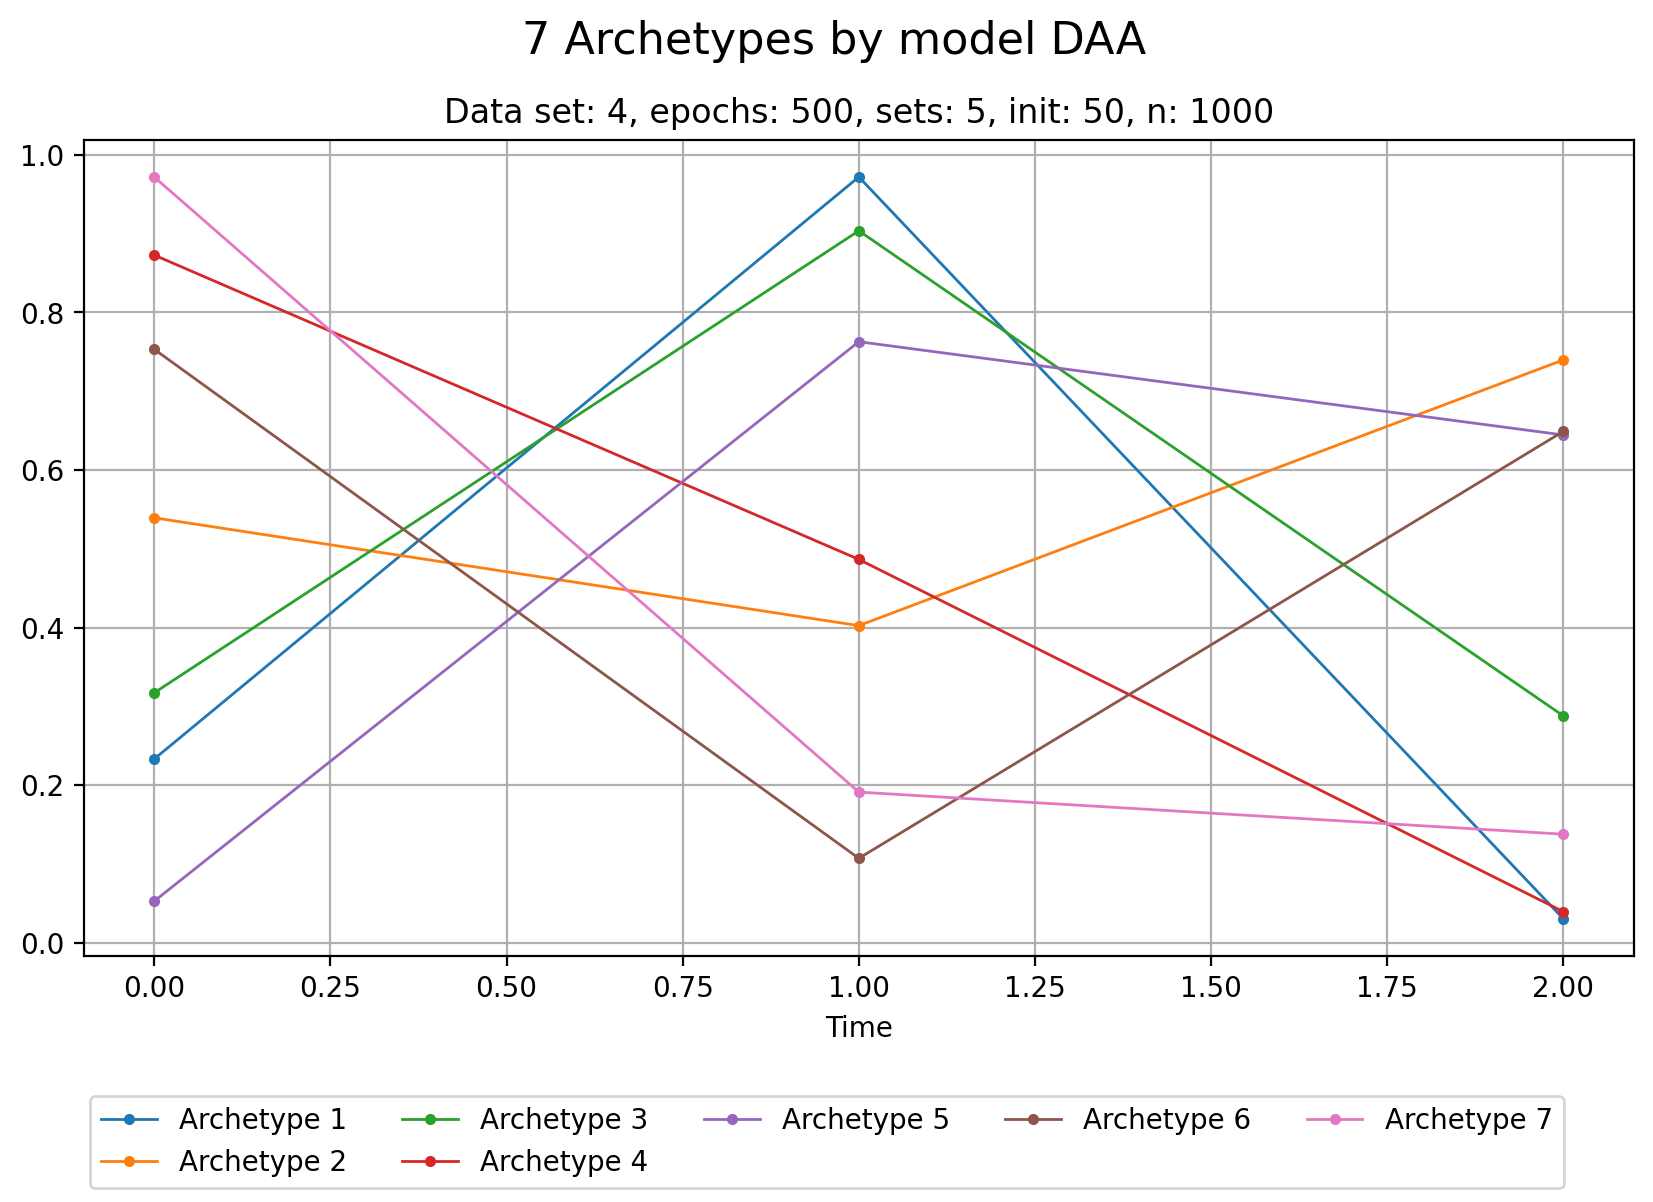 7 Archetypes by model DAA
Data set: 4, epochs: 500, sets: 5, init: 50, n: 1000
1.0
0.8
0.6
0.4
0.2
0.0
0.00 0.25 0.50 0.75 1.00 1.25 1.50 1.75 2.00
Time
Archetype 1 Archetype 3 Archetype 5 Archetype 6 Archetype 7
Archetype 2 Archetype 4